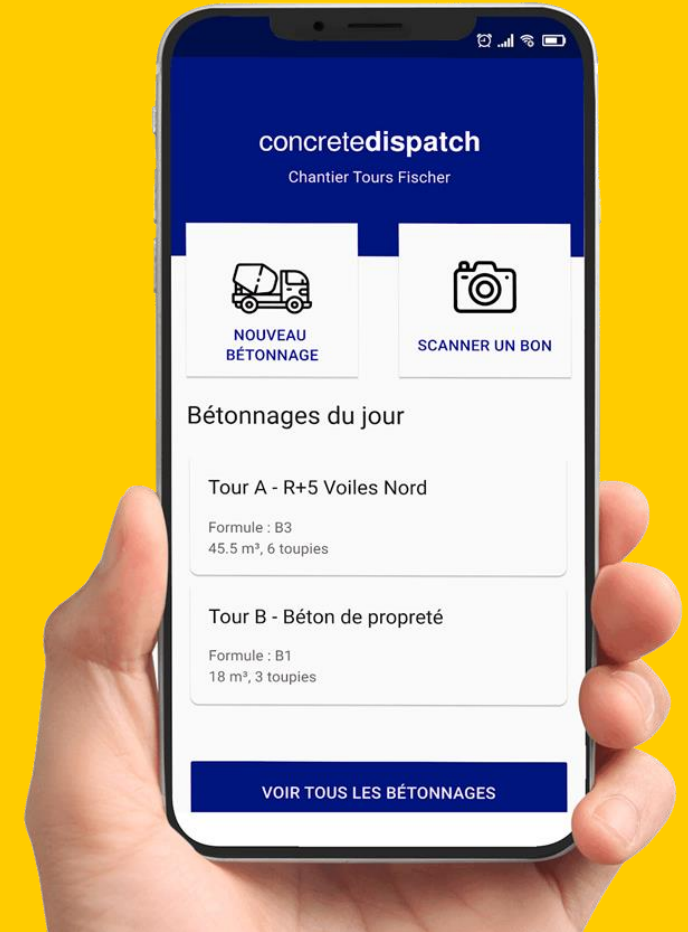 concretedispatch
Chantier Tours Fischer
NOUVEAU
BÉTONNAGE
SCANNER UN BON
Bétonnages du jour
Tour A - R+5 Voiles Nord
Formule : B3
45.5 m³, 6 toupies
Tour B - Béton de propreté
Formule : B1
18 m³, 3 toupies
VOIR TOUS LES BÉTONNAGES